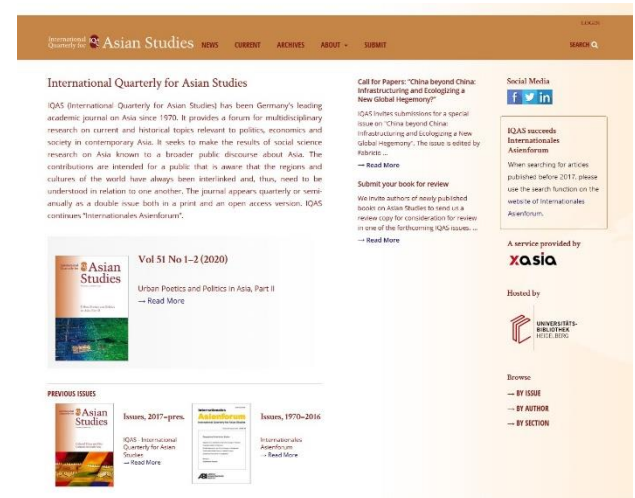 LOGIN
International Quarterly for Asian Studies
NEWS CURRENT ARCHIVES ABOUT SUBMIT
SEARCH
International Quarterly for Asian Studies
IQAS (International Quarterly for Asian Studies) has been Germany's leading
academic journal on Asia since 1970. It provides a forum for multidisciplinary
research on current and historical topics relevant to politics, economics and
society in contemporary Asia. It seeks to make the results of social science
research on Asia known to a broader public discourse about Asia. The
contributions are intended for a public that is aware that the regions and
cultures of the world have always been interlinked and, thus, need to be
understood in relation to one another. The journal appears quarterly or semi-
anually as a double issue both in a print and an open access version. IQAS
continues "Internationales Asienforum".
Asian
Studies
Vol 51 No 1–2 (2020)
Urban Poetics and Politics in Asia, Part II
→ Read More
PREVIOUS ISSUES
Asian
Studies
Issues, 2017–pres.
IQAS - International
Quarterly for Asian
Studies
→ Read More
Internationales
Asienforum
Issues, 1970–2016
Internationales
Asienforum
→ Read More
Call for Papers: "China beyond China:
Infrastructuring and Ecologizing a
New Global Hegemony?"
IQAS invites submissions for a special
issue on "China beyond China:
Infrastructuring and Ecologizing a New
Global Hegemony". The issue is edited by
Fabricio ...
→ Read More
Submit your book for review
We invite authors of newly published
books on Asian Studies to send us a
review copy for consideration for review
in one of the forthcoming IQAS issues. ...
→ Read More
Social Media
IQAS succeeds
Internationales
Asienforum
When searching for articles
published before 2017, please
use the search function on the
website of Internationales
Asienforum.
A service provided by
xasia
Hosted by
UNIVERSITÄTS-
BIBLIOTHEK
HEIDELBERG
Browse
→ BY ISSUE
→ BY AUTHOR
→ BY SECTION